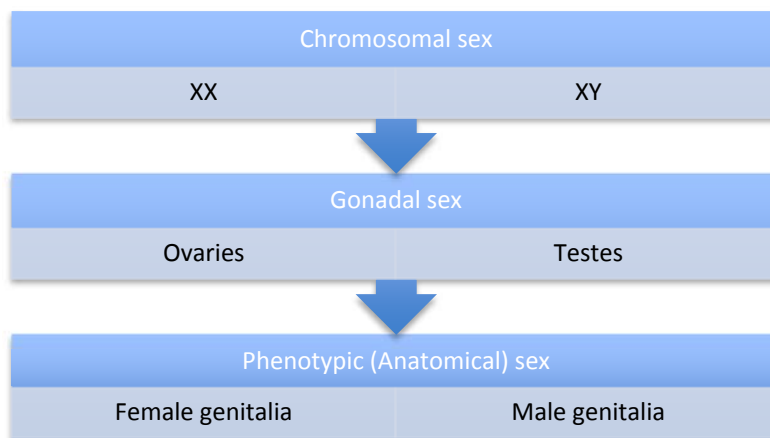 Chromosomal sex
XX XY
Gonadal sex
Ovaries Testes
Phenotypic (Anatomical) sex
Female genitalia Male genitalia